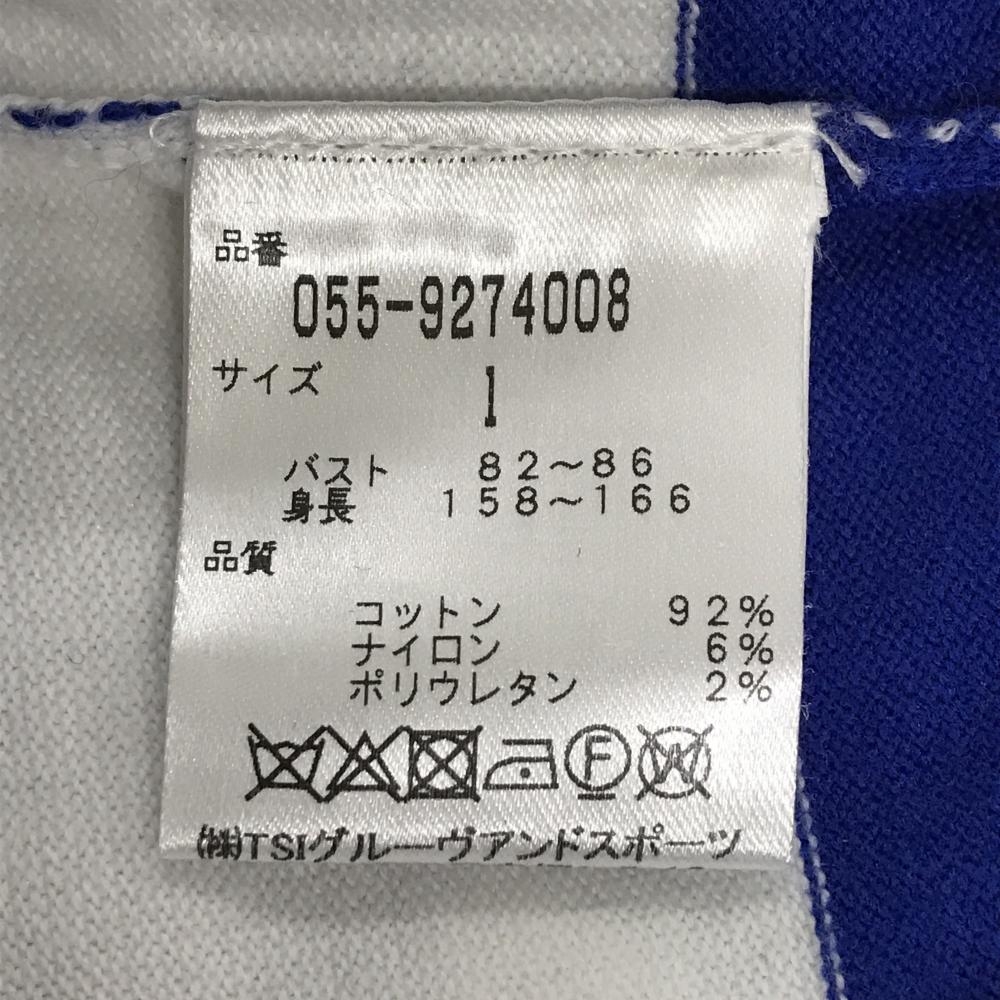 品番
055-9274008
サイズ 1
バスト 82~86
身長 158~166
品質
コットン 92%
ナイロン 6%
ポリウレタン 2%
F W
(株)TSIグルーヴアンドスポーツ